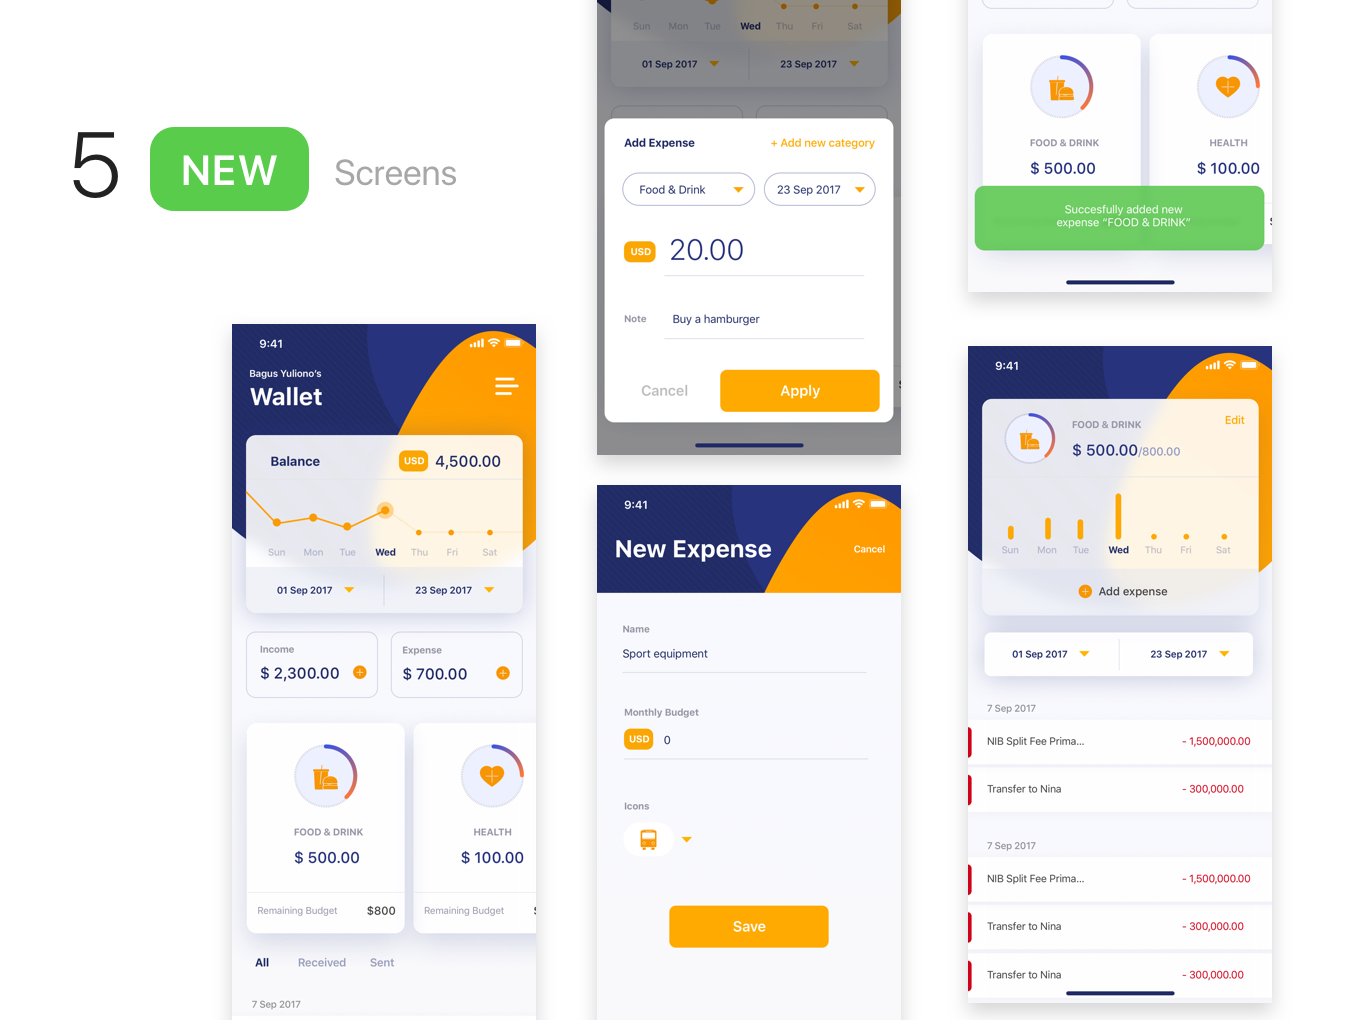 5 NEW Screens
9:41
Bagus Yuliono's
Wallet
Balance USD 4,500.00
Sun Mon Tue Wed Thu Fri Sat
01 Sep 2017 23 Sep 2017
Income
$ 2,300.00
Expense
$ 700.00
FOOD & DRINK
$ 500.00
Remaining Budget $800
HEALTH
$ 100.00
Remaining Budget
All Received Sent
7 Sep 2017
Sun Mon Tue Wed Thu Fri Sat
01 Sep 2017 23 Sep 2017
Add Expense + Add new category
Food & Drink 23 Sep 2017
USD 20.00
Note Buy a hamburger
Cancel Apply
9:41
New Expense Cancel
Name
Sport equipment
Monthly Budget
USD 0
Icons
Save
FOOD & DRINK
$ 500.00
HEALTH
$ 100.00
Succesfully added new
expense “FOOD & DRINK”
9:41
FOOD & DRINK Edit
$ 500.00/800.00
Sun Mon Tue Wed Thu Fri Sat
Add expense
01 Sep 2017 23 Sep 2017
7 Sep 2017
NIB Split Fee Prima... - 1,500,000.00
Transfer to Nina - 300,000.00
7 Sep 2017
NIB Split Fee Prima... - 1,500,000.00
Transfer to Nina - 300,000.00
Transfer to Nina - 300,000.00